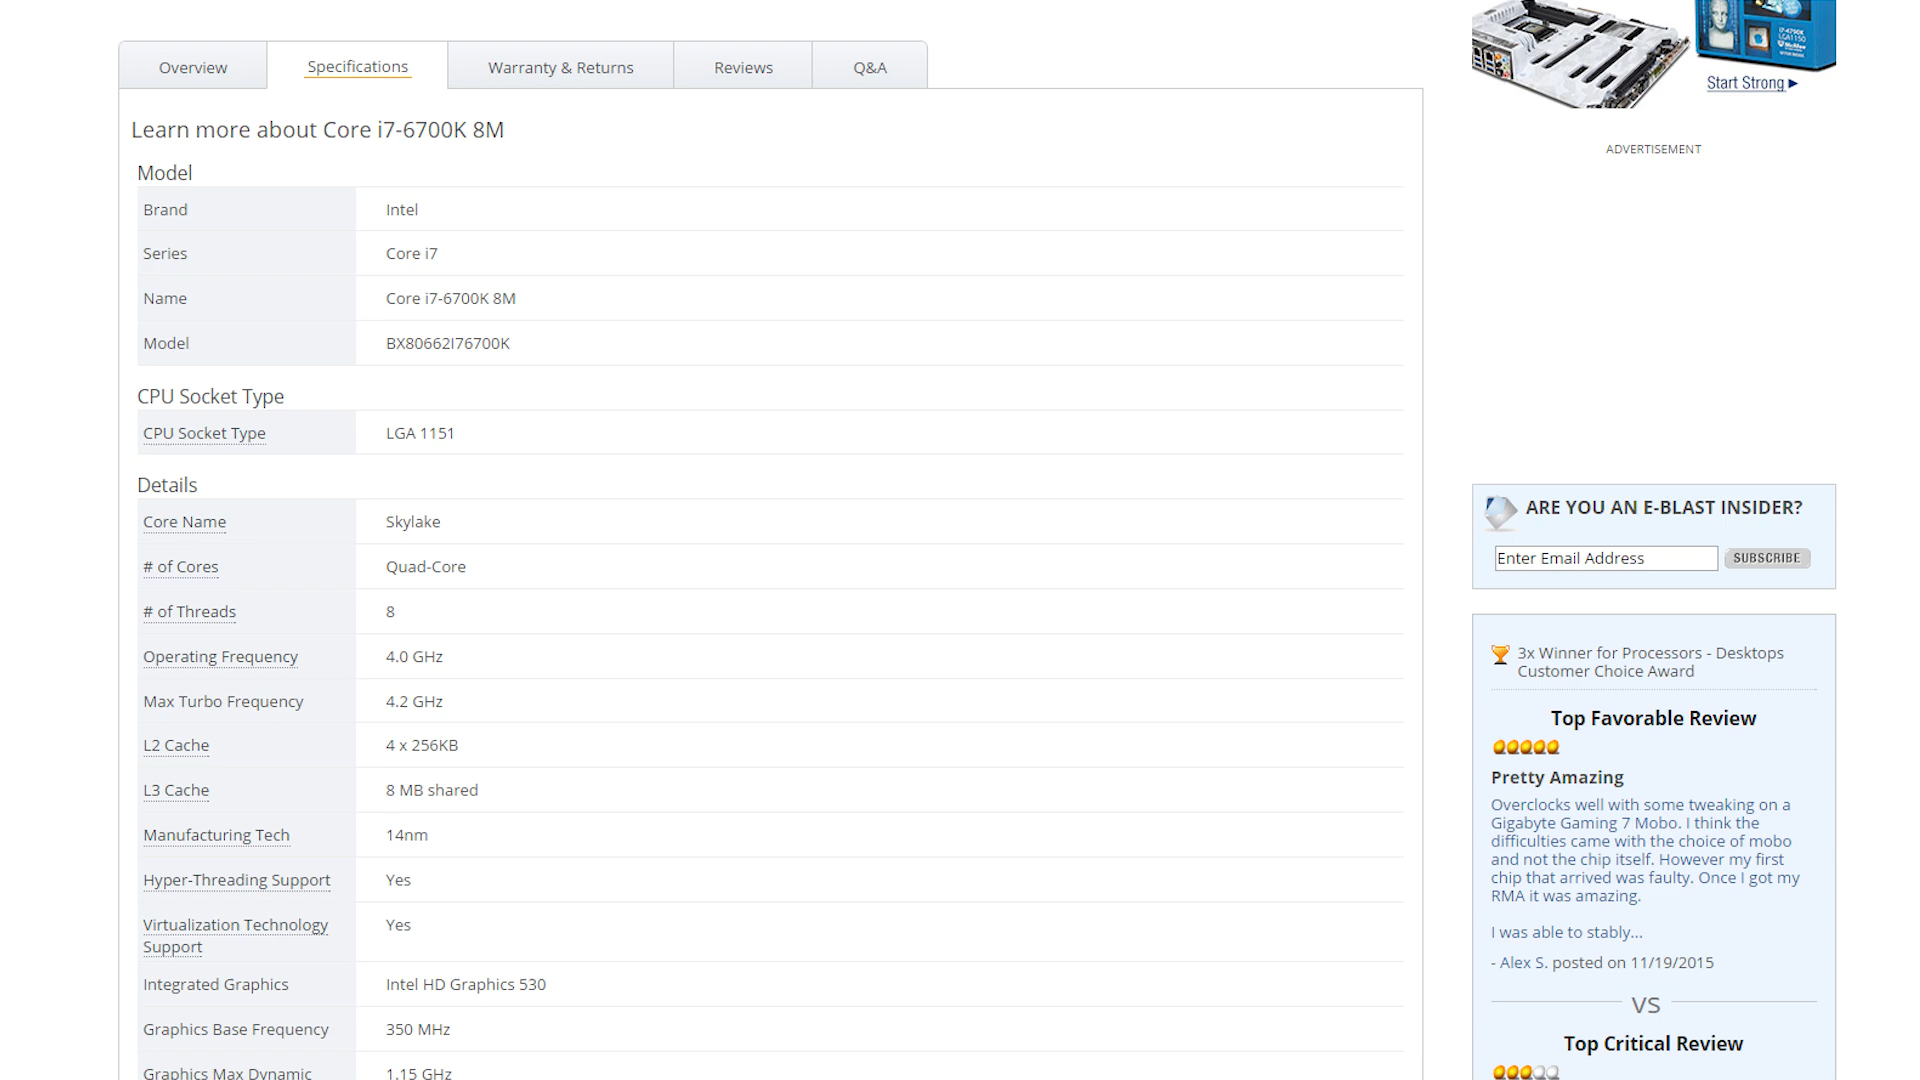 Overview
Specifications
Warranty & Returns
Reviews
Q&A
Learn more about Core i7-6700K 8M
Model
Brand Intel
Series Core i7
Name Core i7-6700K 8M
Model BX80662I76700K
CPU Socket Type
CPU Socket Type LGA 1151
Details
Core Name Skylake
# of Cores Quad-Core
# of Threads 8
Operating Frequency 4.0 GHz
Max Turbo Frequency 4.2 GHz
L2 Cache 4 x 256KB
L3 Cache 8 MB shared
Manufacturing Tech 14nm
Hyper-Threading Support Yes
Virtualization Technology Yes
Support
Integrated Graphics Intel HD Graphics 530
Graphics Base Frequency 350 MHz
Graphics Max Dynamic 1.15 GHz
i7-4790K
LGA1150
McAfee
Start Strong
ADVERTISEMENT
ARE YOU AN E-BLAST INSIDER?
Enter Email Address SUBSCRIBE
3x Winner for Processors - Desktops
Customer Choice Award
Top Favorable Review
Pretty Amazing
Overclocks well with some tweaking on a
Gigabyte Gaming 7 Mobo. I think the
difficulties came with the choice of mobo
and not the chip itself. However my first
chip that arrived was faulty. Once I got my
RMA it was amazing.
I was able to stably...
- Alex S. posted on 11/19/2015
VS
Top Critical Review